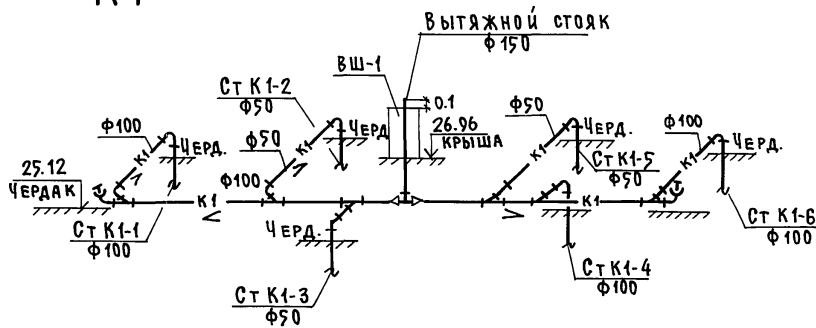 Вытяжной стояк
Ф150
ВШ-1
Ст К1-2
Ф50
0.1
Ф50
Ф100
К1
Черд.
Ф50
К1
Черд
26.96
крыша
К1
Черд.
Ф100
К1
Черд.
25.12
Чердак
Ф100
Ст К1-5
Ф50
К1
К1
Ст К1-1
Ф100
Черд.
Ст К1-6
Ф100
Ст К1-3
Ф50
Ст К1-4
Ф100